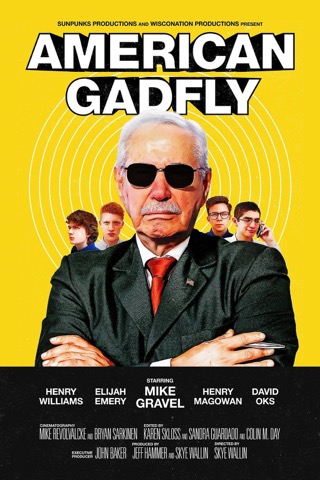 SUNPUNKS PRODUCTIONS AND WISCONATION PRODUCTIONS PRESENT
AMERICAN
GADFLY
STARRING
HENRY WILLIAMS
ELIJAH EMERY
MIKE GRAVEL
HENRY MAGOWAN
DAVID OKS
CINEMATOGRAPHY
MIKE REVOLVALCKE AND BRYAN SARKINEN
EDITED BY
KAREN SKLOSS AND SANDRA GUARDADO AND COLIN M. DAY
EXECUTIVE PRODUCER JOHN BAKER
PRODUCED BY
JEFF HAMMER AND SKYE WALLIN
DIRECTED BY
SKYE WALLIN